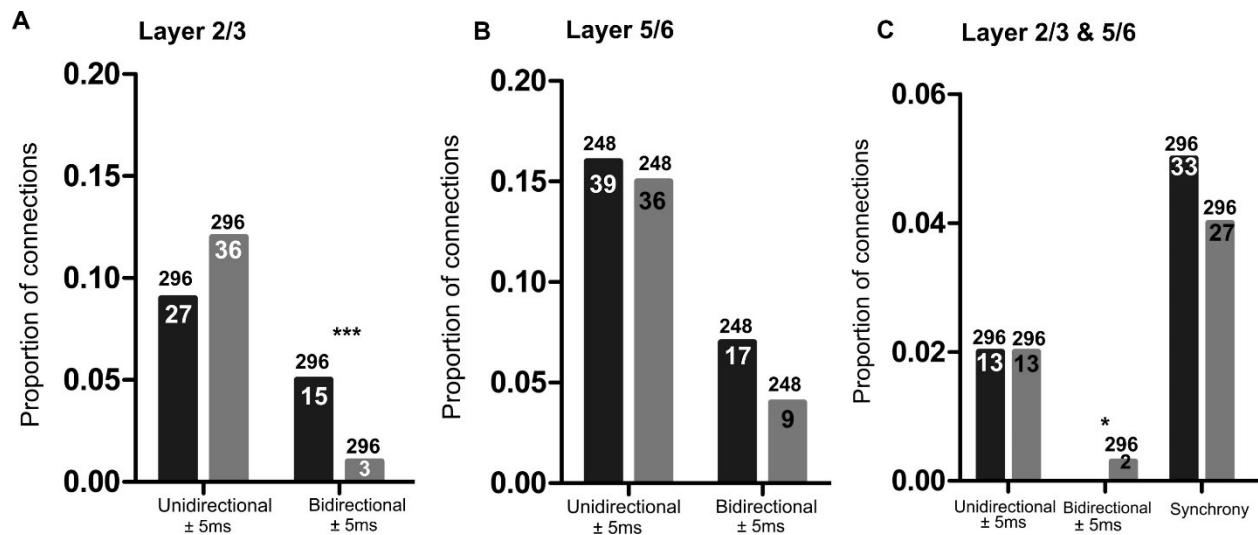 A
Layer 2/3
Proportion of connections
0.20
0.15
0.10
0.05
0.00
296
27
296
36
296
15
***
296
3
Unidirectional
± 5ms
Bidirectional
± 5ms
B
Layer 5/6
Proportion of connections
0.20
0.15
0.10
0.05
0.00
248
39
248
36
248
17
248
9
Unidirectional
± 5ms
Bidirectional
± 5ms
C
Layer 2/3 & 5/6
Proportion of connections
0.06
0.04
0.02
0.00
296
13
296
13
*
296
2
296
33
296
27
Unidirectional
± 5ms
Bidirectional
± 5ms
Synchrony